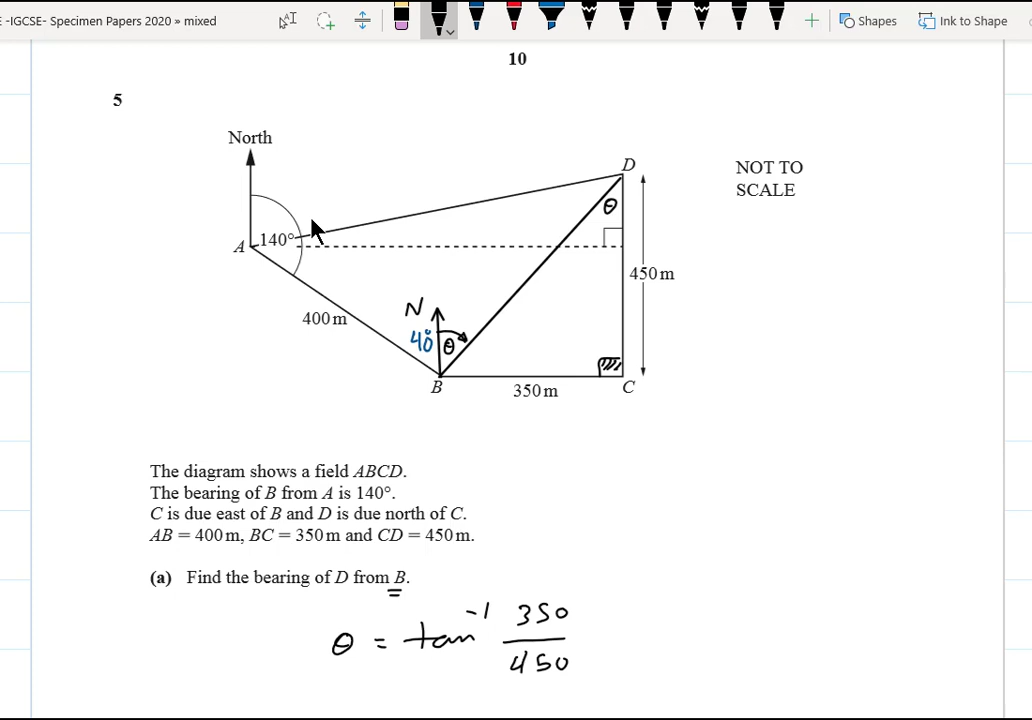 E -IGCSE- Specimen Papers 2020 » mixed
Shapes
Ink to Shape
10
5
North
D
NOT TO
SCALE
θ
A
140°
450 m
400 m
N
40°
θ
B
350 m
C
The diagram shows a field ABCD.
The bearing of B from A is 140°.
C is due east of B and D is due north of C.
AB = 400 m, BC = 350 m and CD = 450 m.
(a) Find the bearing of D from B.
θ = tan⁻¹ 350/450